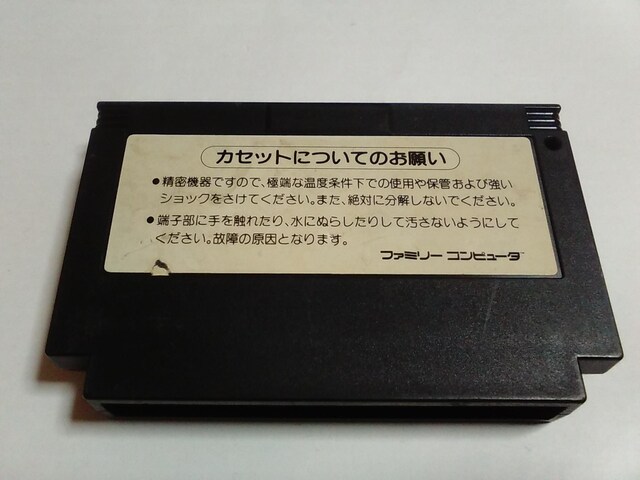 カセットについてのお願い
●精密機器ですので、極端な温度条件下での使用や保管および強い
ショックをさけてください。また、絶対に分解しないでください。
●端子部に手を触れたり、水にぬらしたりして汚さないようにして
ください。故障の原因となります。
ファミリー コンピュータ™